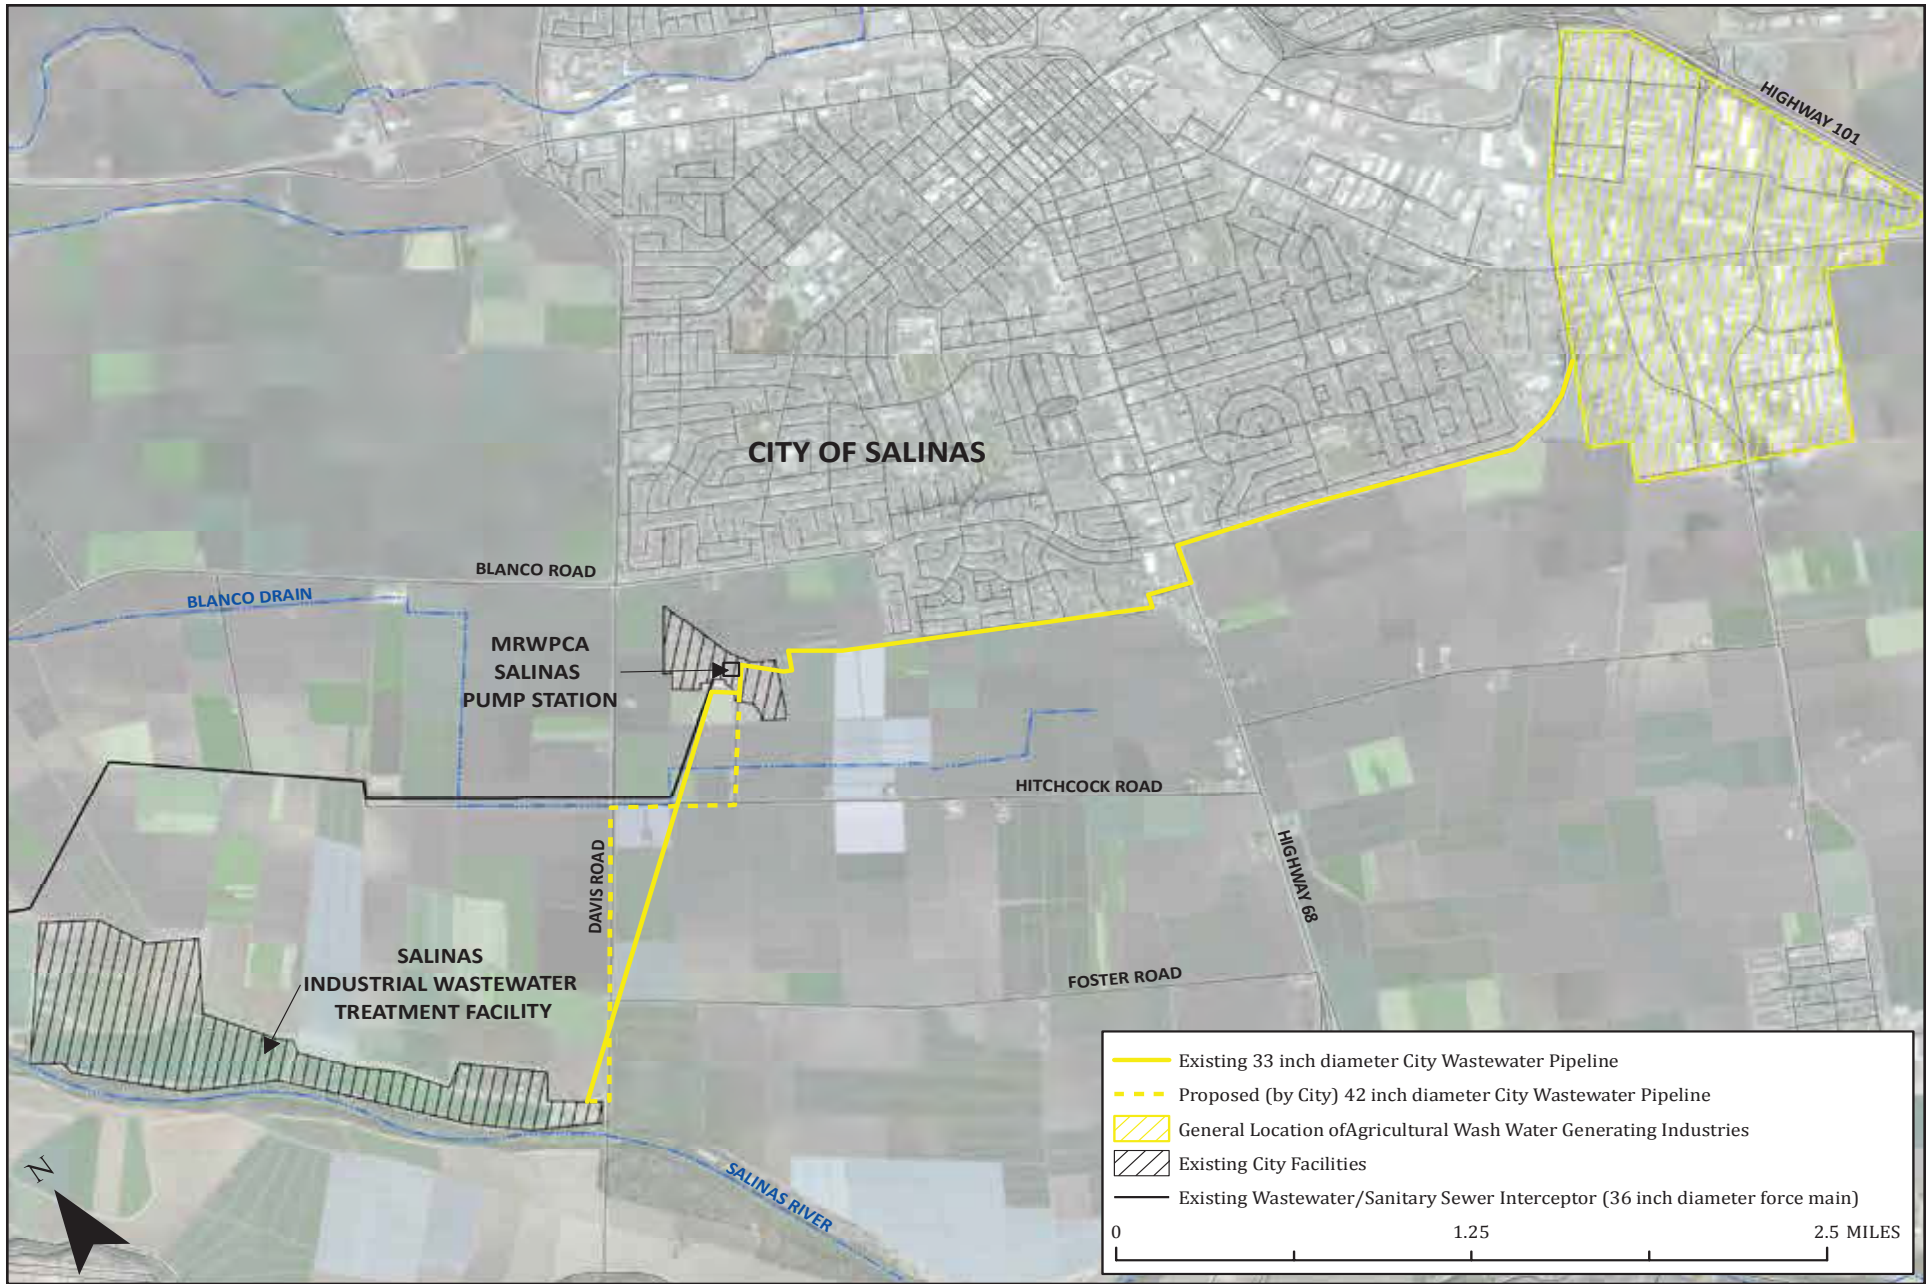 HIGHWAY 101
CITY OF SALINAS
BLANCO ROAD
BLANCO DRAIN
MRWPCA
SALINAS
PUMP STATION
HITCHCOCK ROAD
DAVIS ROAD
HIGHWAY 68
SALINAS
INDUSTRIAL WASTEWATER
TREATMENT FACILITY
FOSTER ROAD
SALINAS RIVER
N
Existing 33 inch diameter City Wastewater Pipeline
Proposed (by City) 42 inch diameter City Wastewater Pipeline
General Location ofAgricultural Wash Water Generating Industries
Existing City Facilities
Existing Wastewater/Sanitary Sewer Interceptor (36 inch diameter force main)
0 1.25 2.5 MILES